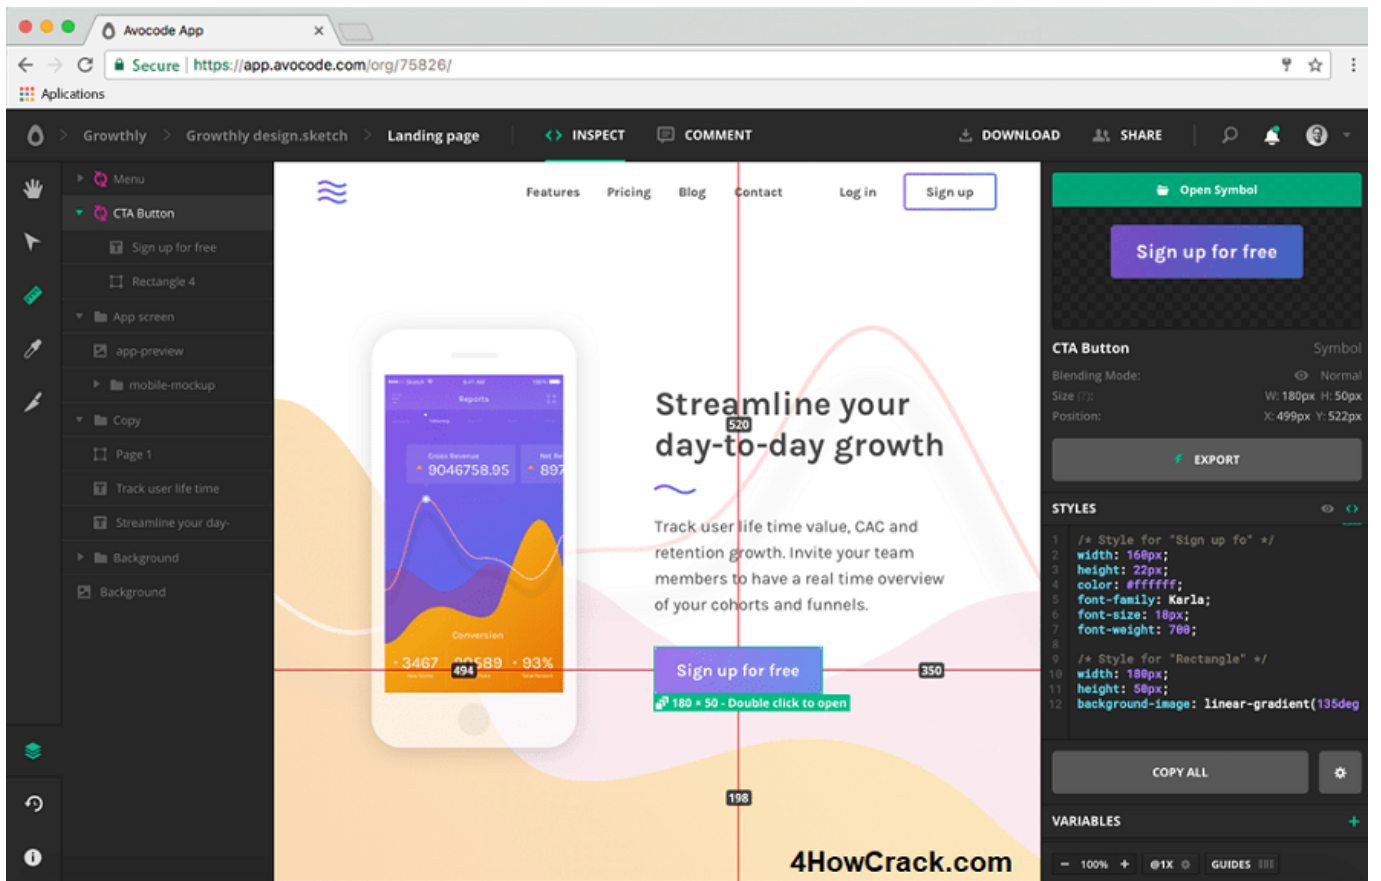 Avocode App
Secure https://app.avocode.com/org/75826/
Aplications
Growthly > Growthly design.sketch > Landing page
INSPECT
COMMENT
DOWNLOAD
SHARE
Menu
CTA Button
Sign up for free
Rectangle 4
App screen
app-preview
mobile-mockup
Copy
Page 1
Track user life time
Streamline your day-
Background
Background
Features Pricing Blog Contact Log in Sign up
9:41 AM 100%
Reports
Gross Revenue
9046758.95
Net Re
897
Conversion
3467
93%
Streamline your
day-to-day growth
Track user life time value, CAC and
retention growth. Invite your team
members to have a real time overview
of your cohorts and funnels.
Sign up for free
180 × 50 - Double click to open
520
494
350
198
4HowCrack.com
Open Symbol
Sign up for free
CTA Button Symbol
Blending Mode: Normal
Size (?): W: 180px H: 50px
Position: X: 499px Y: 522px
EXPORT
STYLES
1 /* Style for "Sign up fo" */
2 width: 160px;
3 height: 22px;
4 color: #ffffff;
5 font-family: Karla;
6 font-size: 18px;
7 font-weight: 700;
8
9 /* Style for "Rectangle" */
10 width: 180px;
11 height: 50px;
12 background-image: linear-gradient(135deg
COPY ALL
VARIABLES +
− 100% + @1X GUIDES